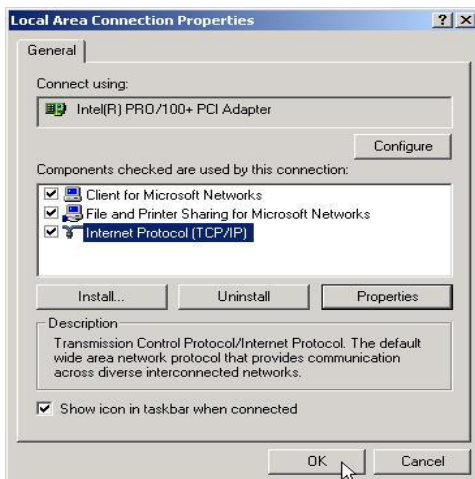 Local Area Connection Properties
General
Connect using:
Intel(R) PRO/100+ PCI Adapter
Configure
Components checked are used by this connection:
Client for Microsoft Networks
File and Printer Sharing for Microsoft Networks
Internet Protocol (TCP/IP)
Install... Uninstall Properties
Description
Transmission Control Protocol/Internet Protocol. The default
wide area network protocol that provides communication
across diverse interconnected networks.
Show icon in taskbar when connected
OK Cancel